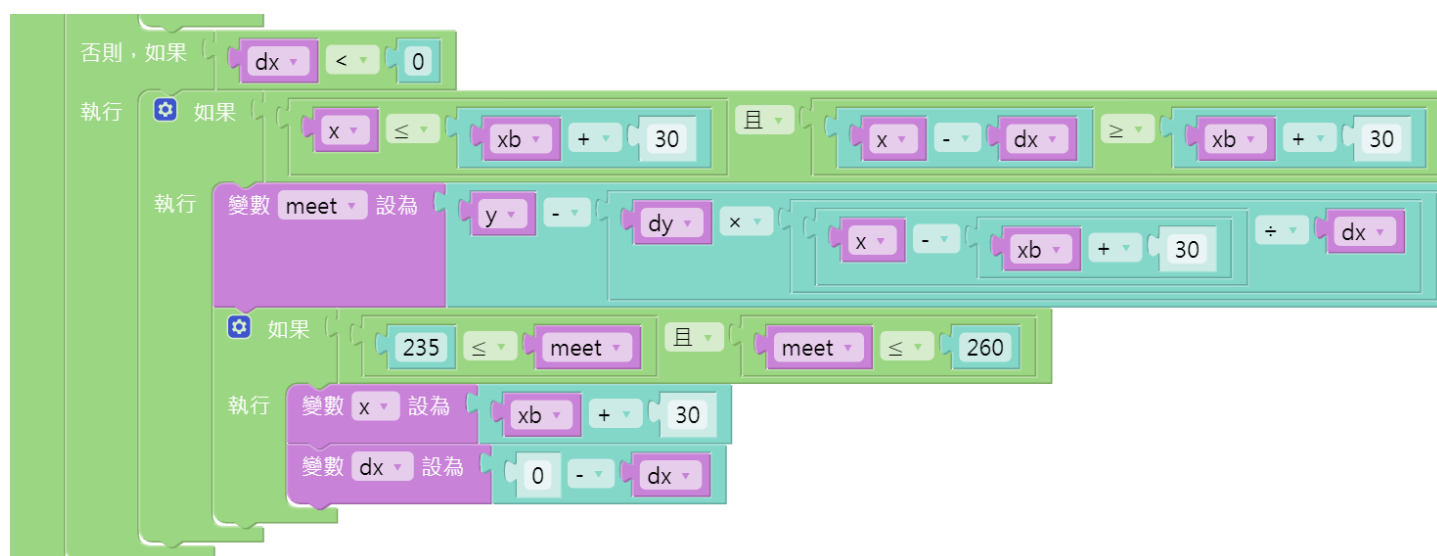 否則，如果 dx < 0
執行 如果 x ≤ xb + 30 且 x - dx ≥ xb + 30
執行 變數 meet 設為 y - dy × x - xb + 30 ÷ dx
如果 235 ≤ meet 且 meet ≤ 260
執行 變數 x 設為 xb + 30
變數 dx 設為 0 - dx